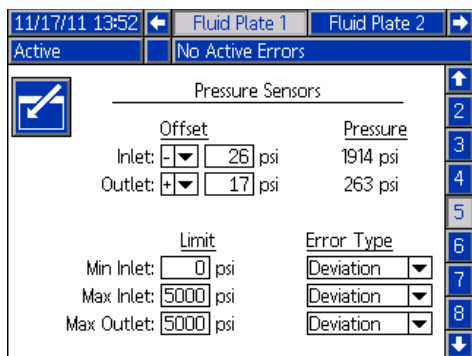 11/17/11 13:52 Fluid Plate 1 Fluid Plate 2
Active No Active Errors
Pressure Sensors
Offset Pressure
Inlet: - 26 psi 1914 psi
Outlet: + 17 psi 263 psi
Limit Error Type
Min Inlet: 0 psi Deviation
Max Inlet: 5000 psi Deviation
Max Outlet: 5000 psi Deviation
2
3
4
5
6
7
8